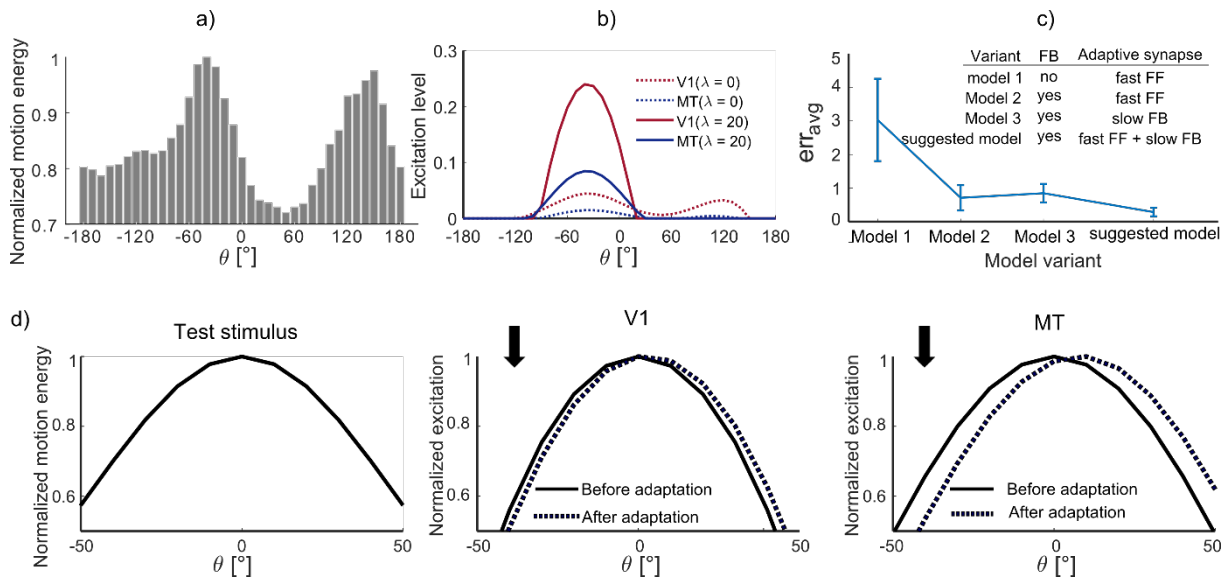 a)
Normalized motion energy
1
0.9
0.8
0.7
-180 -120 -60 0 60 120 180
θ [°]
b)
Excitation level
0.3
0.2
0.1
0
V1(λ = 0)
MT(λ = 0)
V1(λ = 20)
MT(λ = 20)
-180 -120 -60 0 60 120 180
θ [°]
c)
err avg
5
4
3
2
1
0
Variant FB Adaptive synapse
model 1 no fast FF
Model 2 yes fast FF
Model 3 yes slow FB
suggested model yes fast FF + slow FB
Model 1 Model 2 Model 3 suggested model
Model variant
d)
Test stimulus
Normalized motion energy
1
0.8
0.6
-50 0 50
θ [°]
V1
Normalized excitation
1
0.8
0.6
Before adaptation
After adaptation
-50 0 50
θ [°]
MT
Normalized excitation
1
0.8
0.6
Before adaptation
After adaptation
-50 0 50
θ [°]